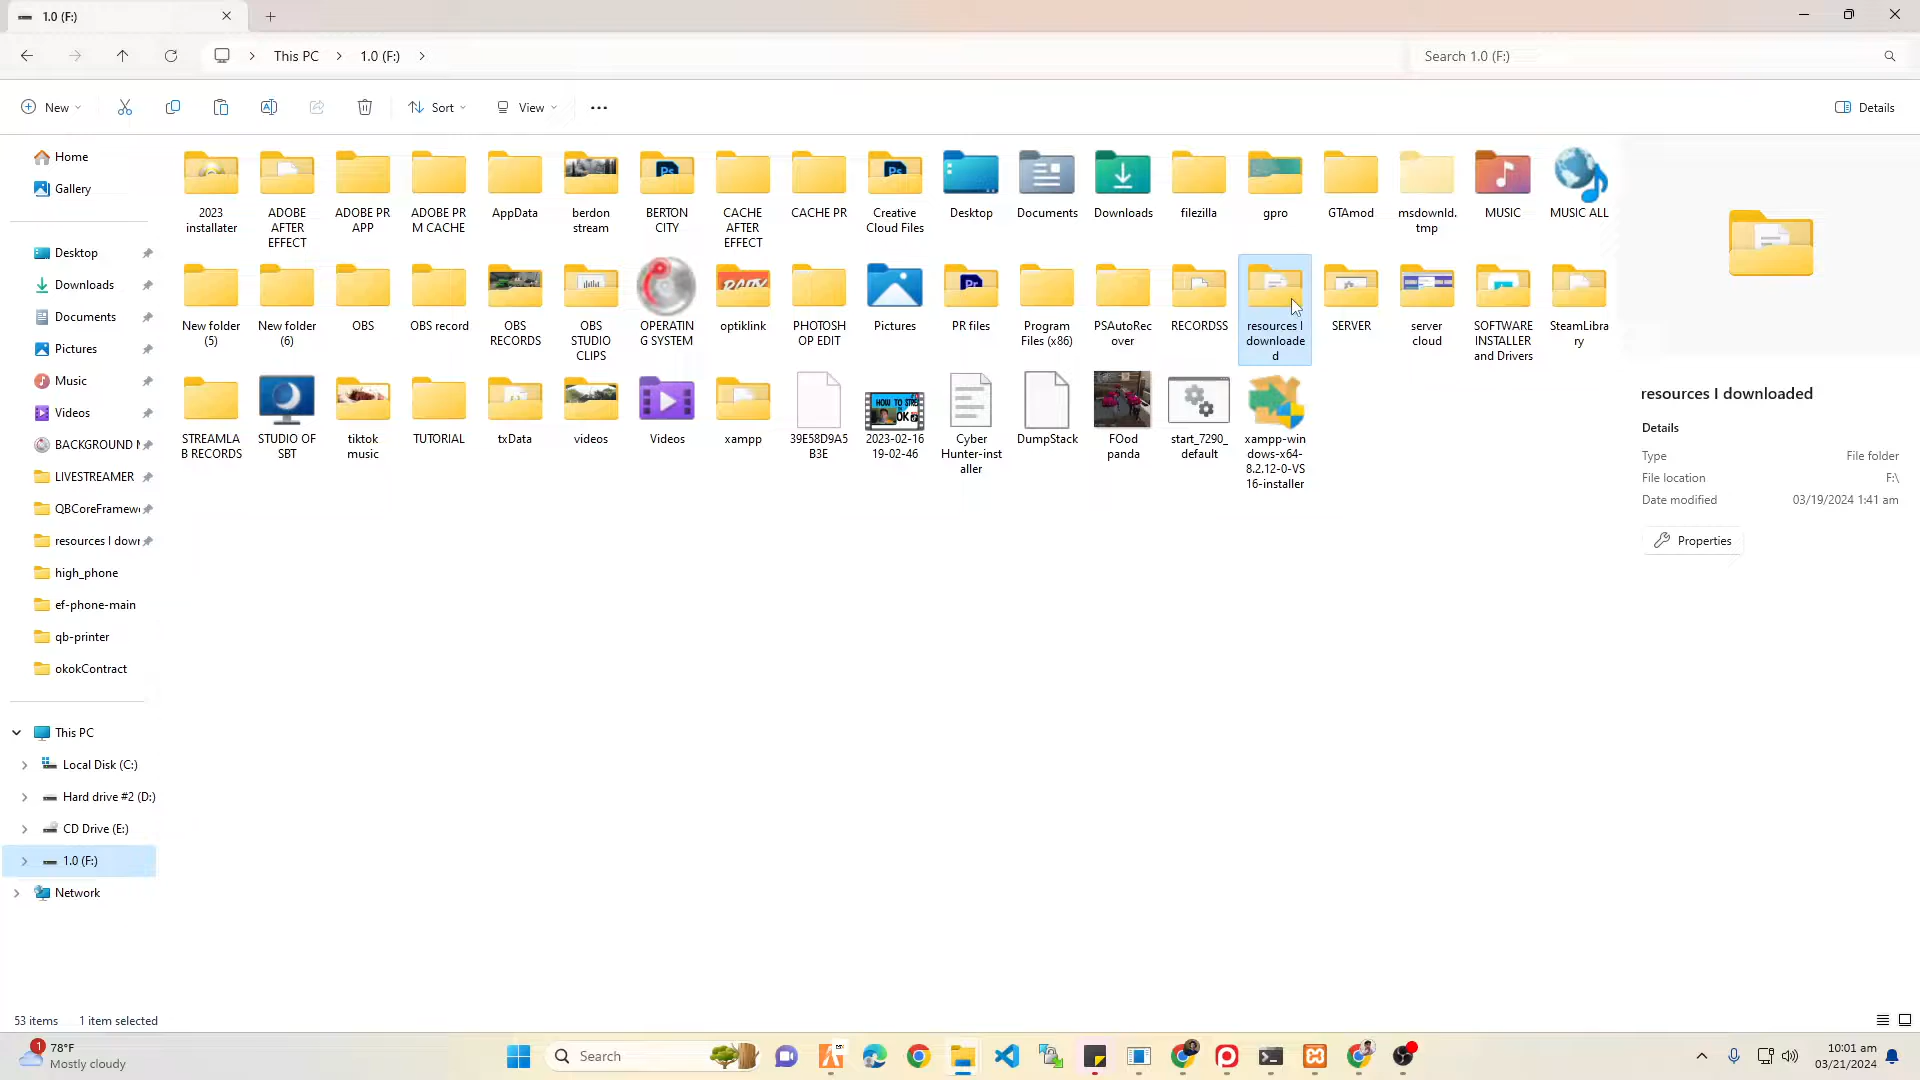 1.0 (F:)
This PC
1.0 (F:)
Search 1.0 (F:)
New
Sort
View
Details
Home
Gallery
Desktop
Downloads
Documents
Pictures
Music
Videos
BACKGROUND
LIVESTREAMER
QBCoreFramew
resources I dow
high_phone
ef-phone-main
qb-printer
okokContract
This PC
Local Disk (C:)
Hard drive #2 (D:)
CD Drive (E:)
1.0 (F:)
Network
2023
installater
ADOBE
AFTER
EFFECT
ADOBE PR
APP
ADOBE PR
M CACHE
AppData
berdon
stream
BERTON
CITY
CACHE
AFTER
EFFECT
CACHE PR
Creative
Cloud Files
Desktop
Documents
Downloads
filezilla
gpro
GTAmod
msdownld.
tmp
MUSIC
MUSIC ALL
New folder
(5)
New folder
(6)
OBS
OBS record
OBS
RECORDS
OBS
STUDIO
CLIPS
OPERATIN
G SYSTEM
optiklink
PHOTOSH
OP EDIT
Pictures
PR files
Program
Files (x86)
PSAutoRec
over
RECORDSS
resources I
downloade
d
SERVER
server
cloud
SOFTWARE
INSTALLER
and Drivers
SteamLibra
ry
STREAMLA
B RECORDS
STUDIO OF
SBT
tiktok
music
TUTORIAL
txData
videos
Videos
xampp
39E58D9A5
B3E
HOW TO STRE
OK
2023-02-16
19-02-46
Cyber
Hunter-inst
aller
DumpStack
FOod
panda
start_7290_
default
xampp-win
dows-x64-
8.2.12-0-VS
16-installer
resources I downloaded
Details
Type
File folder
File location
F:\
Date modified
03/19/2024 1:41 am
Properties
53 items
1 item selected
1
78°F
Mostly cloudy
Search
10:01 am
03/21/2024